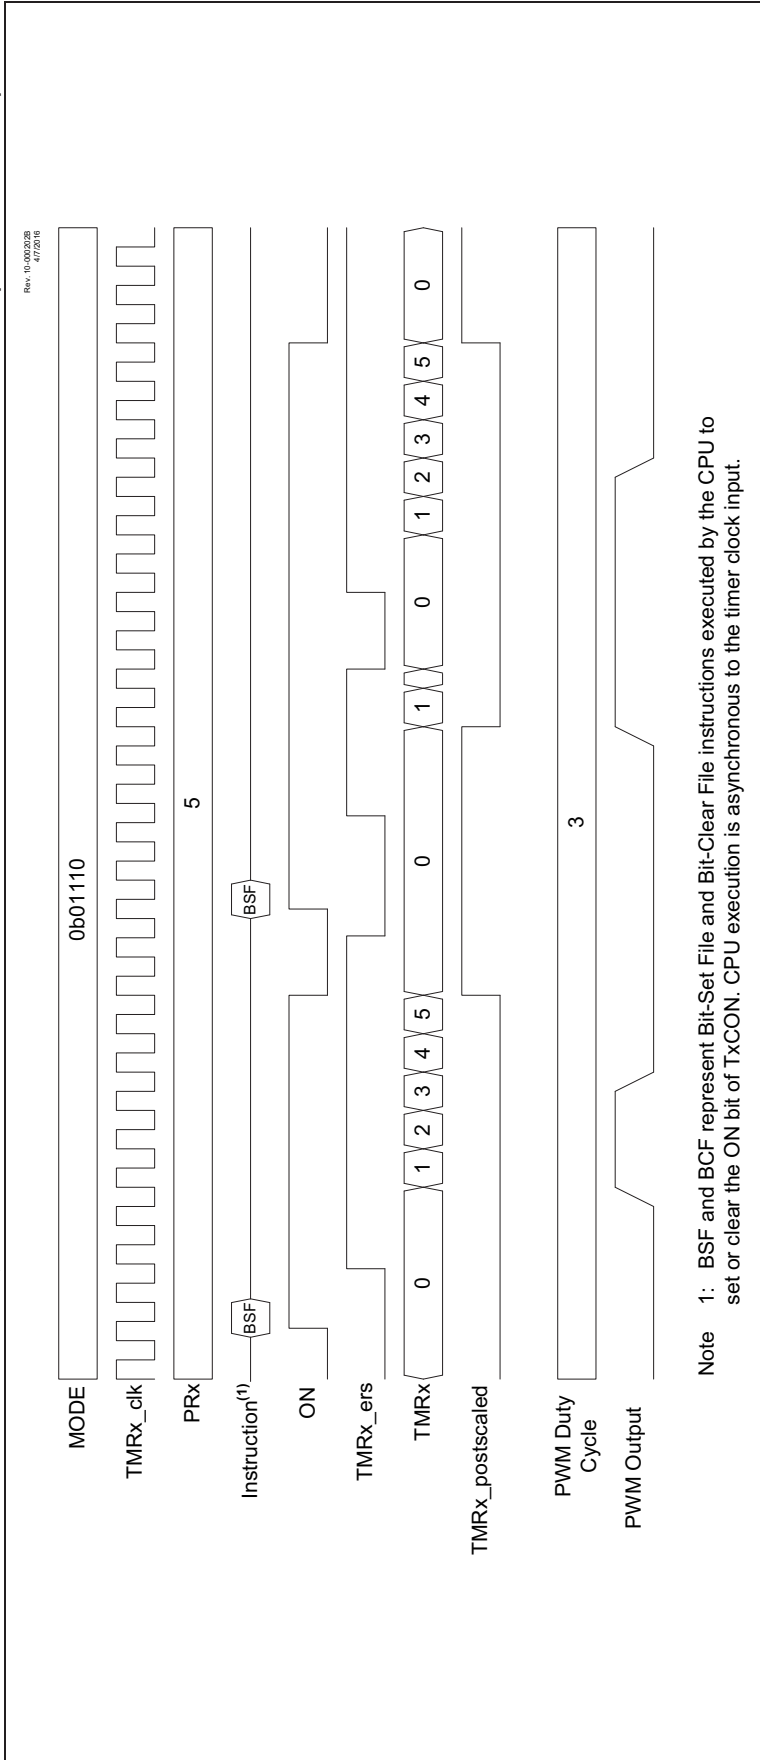 Rev. 10-000202B
4/7/2016
MODE
0b01110
TMRx_clk
PRx
5
Instruction(1)
BSF
BSF
ON
TMRx_ers
TMRx
0
1
2
3
4
5
0
1
0
1
2
3
4
5
0
TMRx_postscaled
PWM Duty
Cycle
3
PWM Output
Note 1: BSF and BCF represent Bit-Set File and Bit-Clear File instructions executed by the CPU to
set or clear the ON bit of TxCON. CPU execution is asynchronous to the timer clock input.